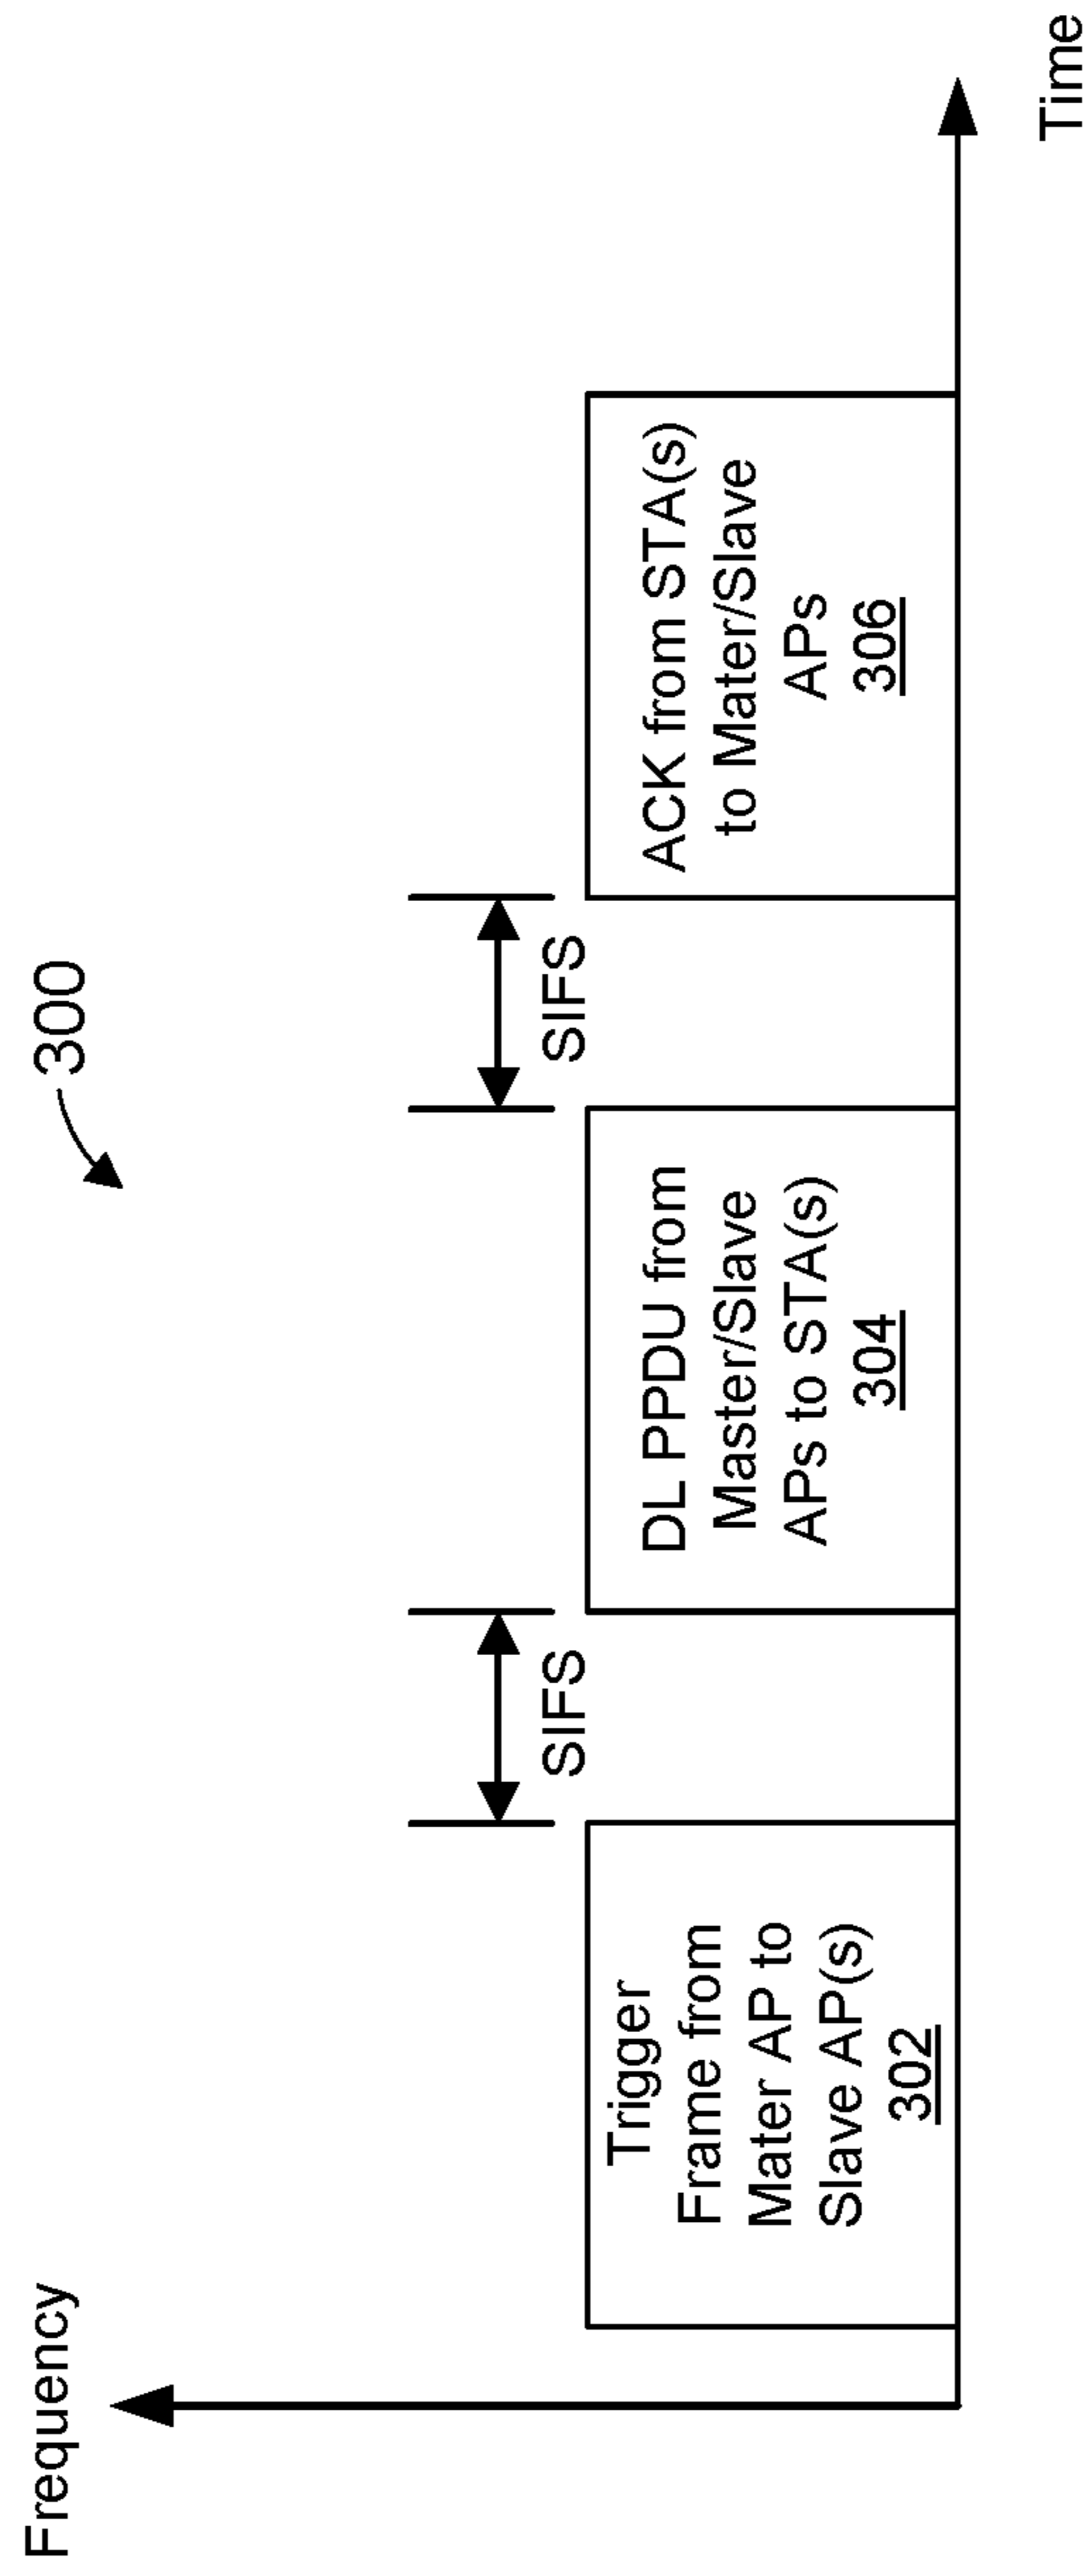 300
Frequency
SIFS
SIFS
Trigger
Frame from
Mater AP to
Slave AP(s)
302
DL PPDU from
Master/Slave
APs to STA(s)
304
ACK from STA(s)
to Mater/Slave
APs
306
Time